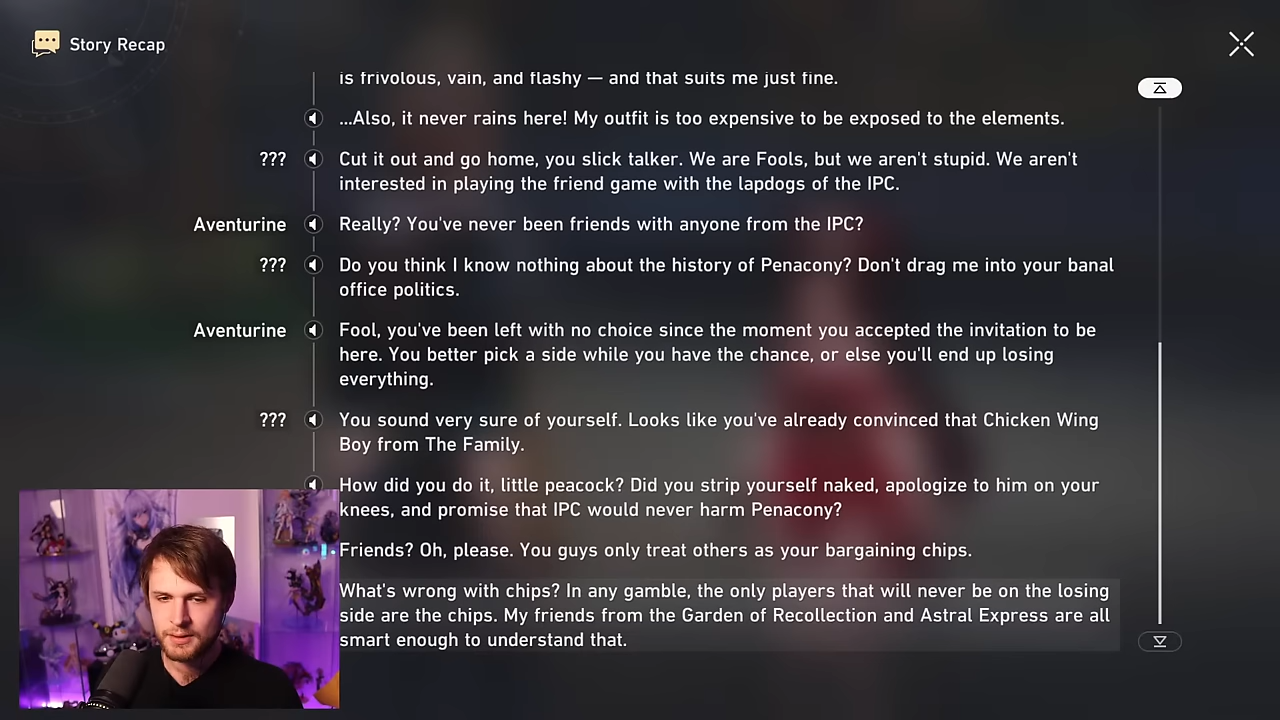 Story Recap
is frivolous, vain, and flashy — and that suits me just fine.
...Also, it never rains here! My outfit is too expensive to be exposed to the elements.
??? Cut it out and go home, you slick talker. We are Fools, but we aren't stupid. We aren't
interested in playing the friend game with the lapdogs of the IPC.
Aventurine Really? You've never been friends with anyone from the IPC?
??? Do you think I know nothing about the history of Penacony? Don't drag me into your banal
office politics.
Aventurine Fool, you've been left with no choice since the moment you accepted the invitation to be
here. You better pick a side while you have the chance, or else you'll end up losing
everything.
??? You sound very sure of yourself. Looks like you've already convinced that Chicken Wing
Boy from The Family.
How did you do it, little peacock? Did you strip yourself naked, apologize to him on your
knees, and promise that IPC would never harm Penacony?
Friends? Oh, please. You guys only treat others as your bargaining chips.
What's wrong with chips? In any gamble, the only players that will never be on the losing
side are the chips. My friends from the Garden of Recollection and Astral Express are all
smart enough to understand that.